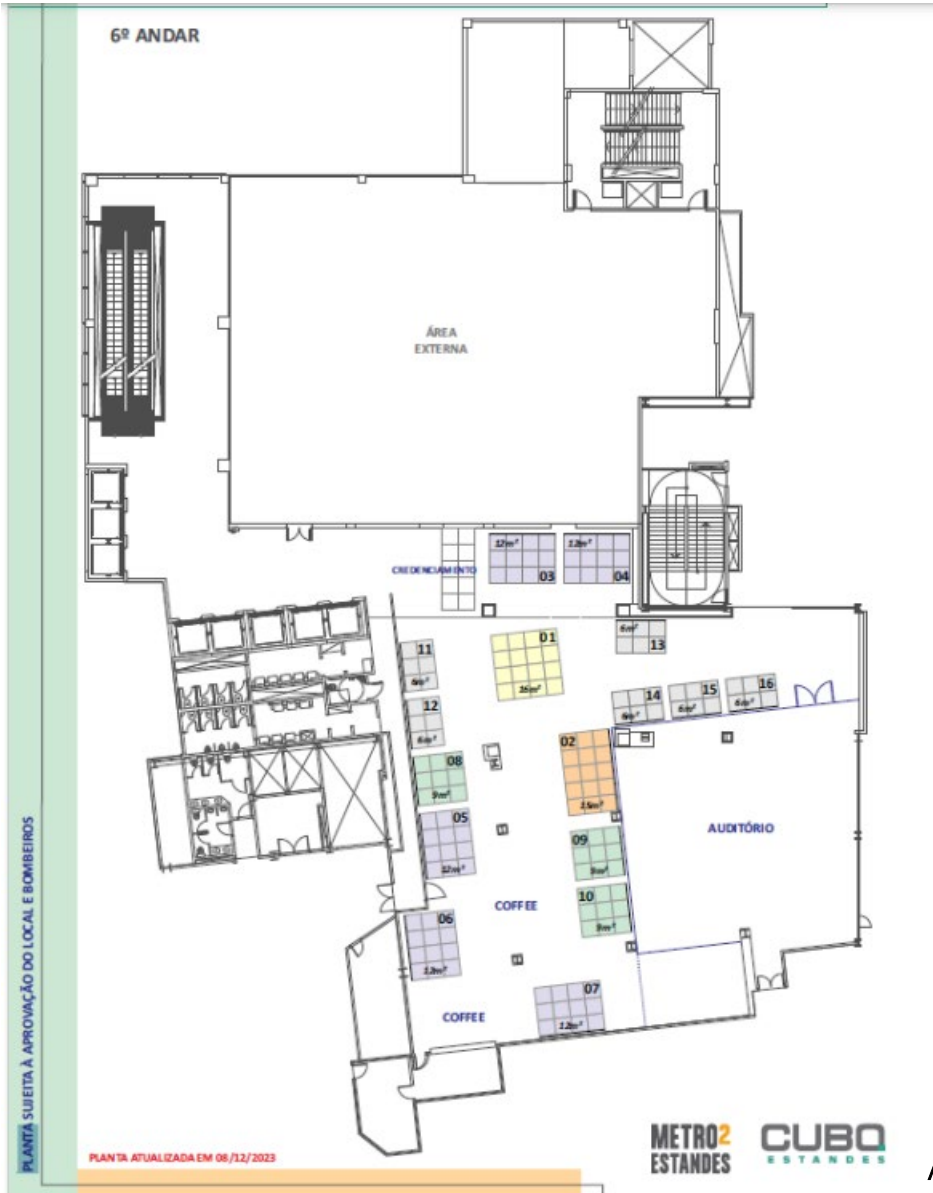 6º ANDAR
ÁREA
EXTERNA
12m²
03
12m²
04
CREDENCIAMENTO
01
16m²
6m²
13
11
6m²
12
6m²
14
6m²
15
6m²
16
6m²
02
15m²
08
9m²
05
12m²
09
9m²
AUDITÓRIO
10
9m²
COFFEE
06
12m²
07
12m²
COFFEE
PLANTA SUJEITA À APROVAÇÃO DO LOCAL E BOMBEIROS
PLANTA ATUALIZADA EM 08/12/2023
METRO2
ESTANDES
CUBO
ESTANDES